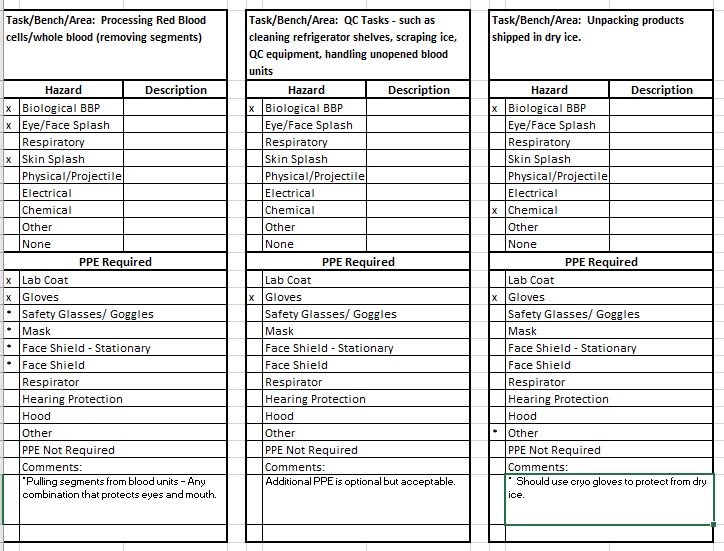 Task/Bench/Area:  Processing Red Blood
cells/whole blood (removing segments)
Hazard Description
x Biological BBP
x Eye/Face Splash
Respiratory
x Skin Splash
Physical/Projectile
Electrical
Chemical
Other
None
PPE Required
x Lab Coat
x Gloves
* Safety Glasses/ Goggles
* Mask
* Face Shield - Stationary
* Face Shield
Respirator
Hearing Protection
Hood
Other
PPE Not Required
Comments:
*Pulling segments from blood units - Any
combination that protects eyes and mouth.
Task/Bench/Area:  QC Tasks - such as
cleaning refrigerator shelves, scraping ice,
QC equipment, handling unopened blood
units
Hazard Description
x Biological BBP
Eye/Face Splash
Respiratory
Skin Splash
Physical/Projectile
Electrical
Chemical
Other
None
PPE Required
Lab Coat
x Gloves
Safety Glasses/ Goggles
Mask
Face Shield - Stationary
Face Shield
Respirator
Hearing Protection
Hood
Other
PPE Not Required
Comments:
Additional PPE is optional but acceptable.
Task/Bench/Area:  Unpacking products
shipped in dry ice.
Hazard Description
x Biological BBP
Eye/Face Splash
Respiratory
Skin Splash
Physical/Projectile
Electrical
x Chemical
Other
None
PPE Required
Lab Coat
x Gloves
Safety Glasses/ Goggles
Mask
Face Shield - Stationary
Face Shield
Respirator
Hearing Protection
Hood
* Other
PPE Not Required
Comments:
* Should use cryo gloves to protect from dry
ice.